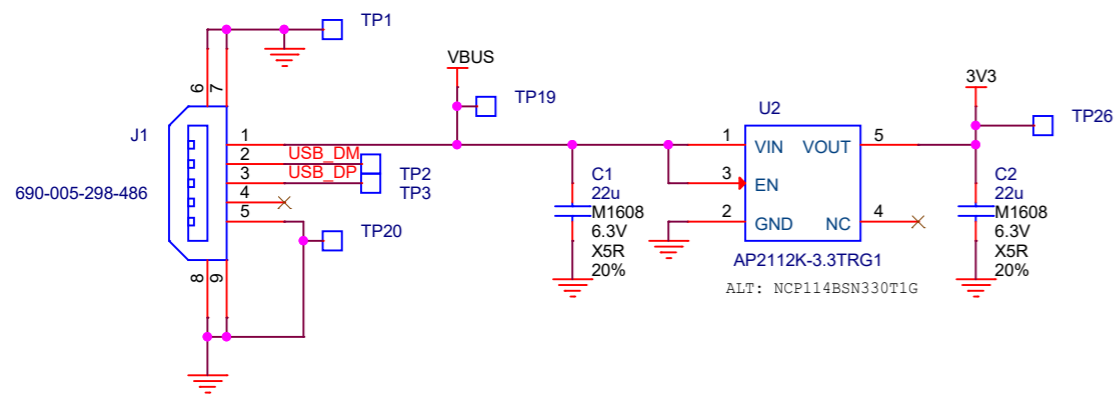 TP1
6
7
J1
690-005-298-486
1
2
3
4
5
USB_DM
USB_DP
TP2
TP3
TP20
8
9
VBUS
TP19
C1
22u
M1608
6.3V
X5R
20%
U2
1
VIN
VOUT
5
3
EN
2
GND
NC
4
AP2112K-3.3TRG1
ALT: NCP114BSN330T1G
3V3
TP26
C2
22u
M1608
6.3V
X5R
20%